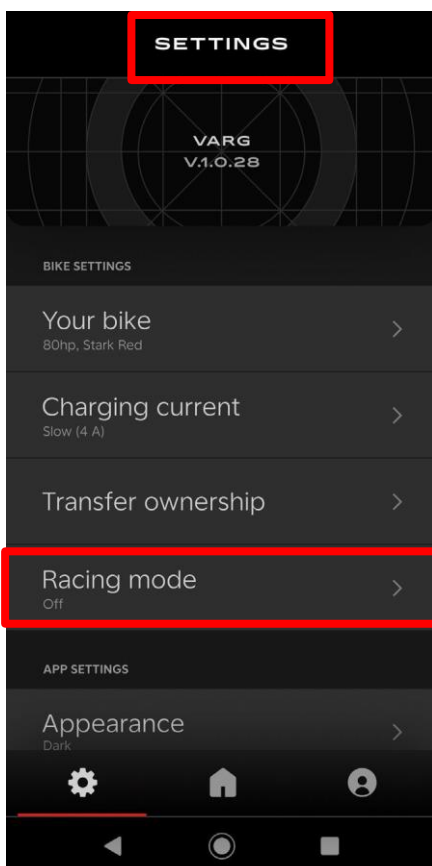 SETTINGS
VARG
V.1.0.28
BIKE SETTINGS
Your bike
80hp, Stark Red
Charging current
Slow (4 A)
Transfer ownership
Racing mode
Off
APP SETTINGS
Appearance
Dark